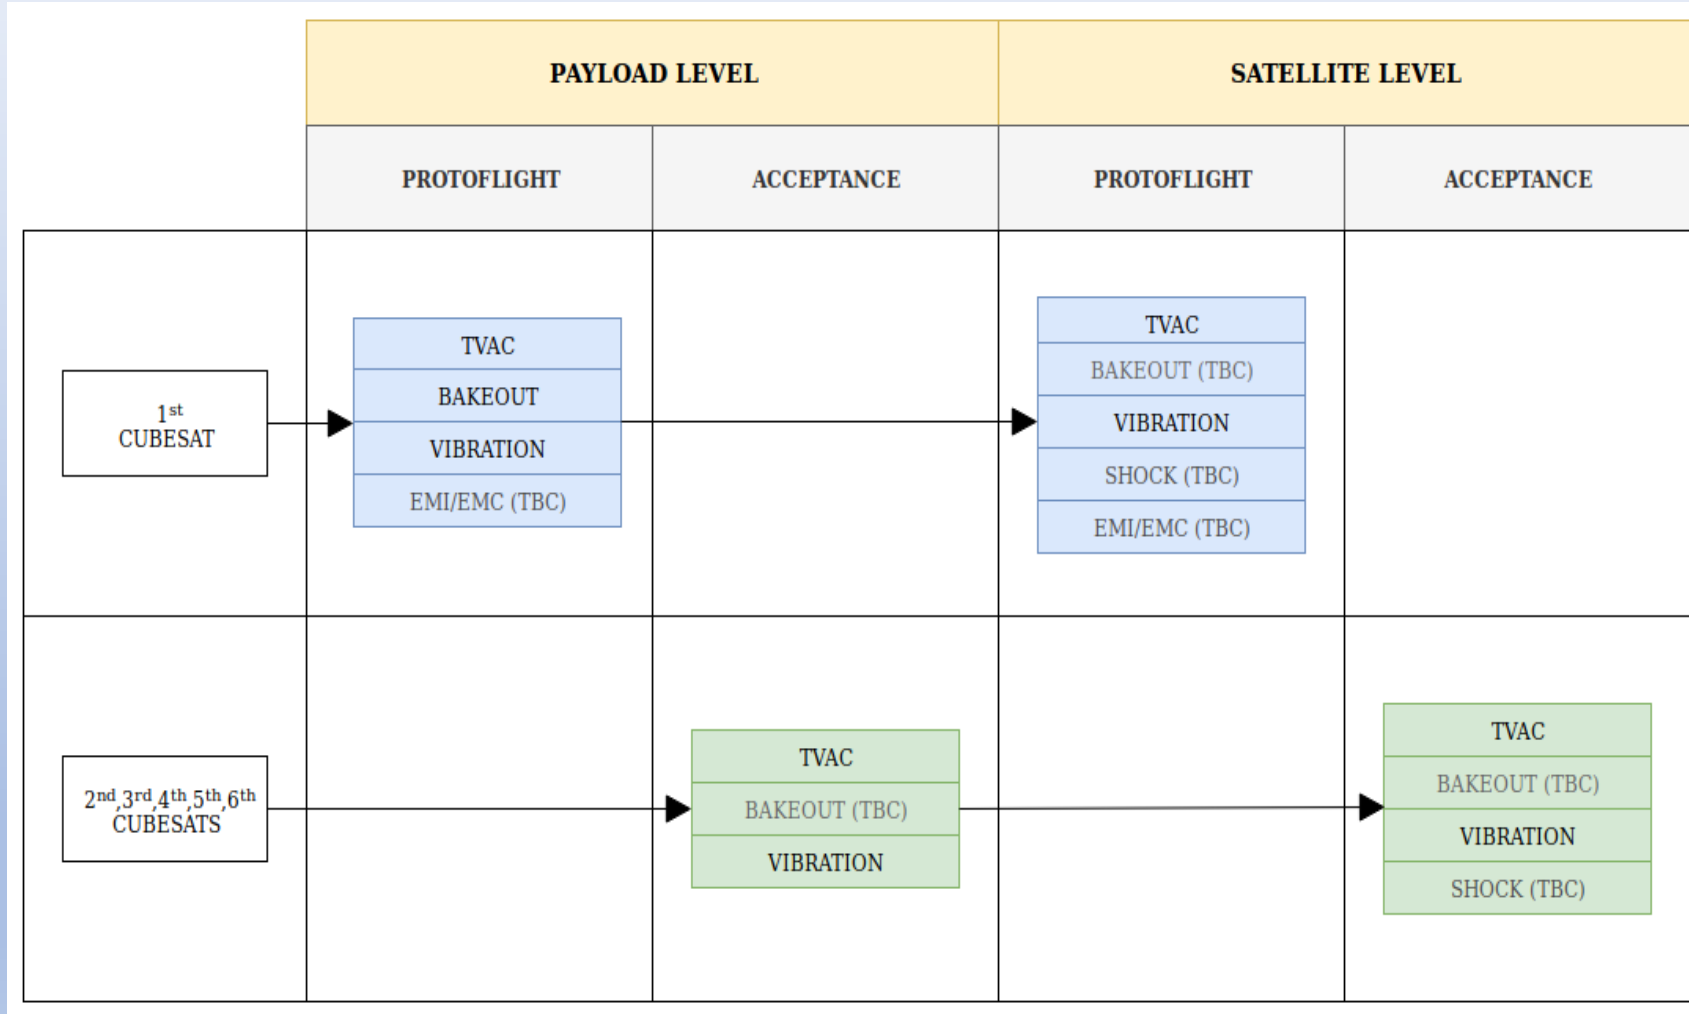 PAYLOAD LEVEL
SATELLITE LEVEL
PROTOFLIGHT
ACCEPTANCE
PROTOFLIGHT
ACCEPTANCE
1st
CUBESAT
TVAC
BAKEOUT
VIBRATION
EMI/EMC (TBC)
TVAC
BAKEOUT (TBC)
VIBRATION
SHOCK (TBC)
EMI/EMC (TBC)
2nd,3rd,4th,5th,6th
CUBESATS
TVAC
BAKEOUT (TBC)
VIBRATION
TVAC
BAKEOUT (TBC)
VIBRATION
SHOCK (TBC)